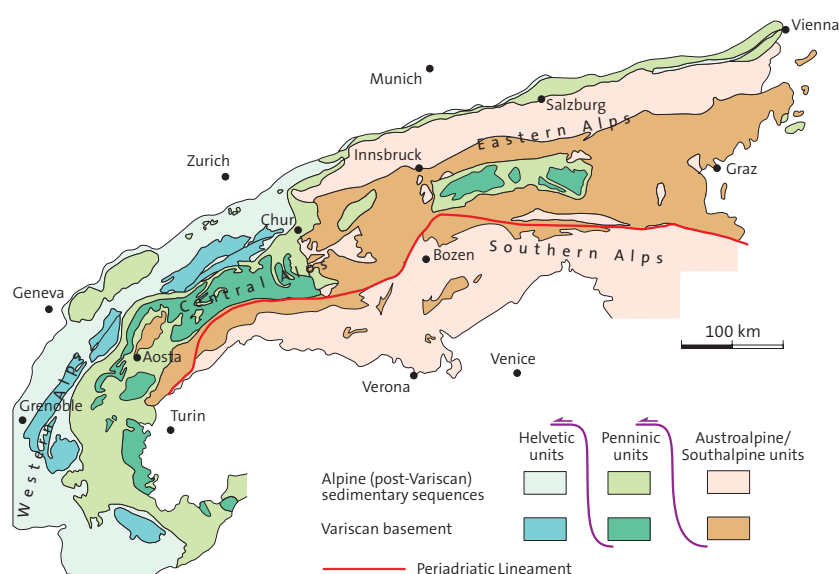 Vienna
Munich
Salzburg
Eastern Alps
Innsbruck
Zurich
Graz
Chur
Southern Alps
Bozen
Central Alps
Geneva
100 km
Aosta
Venice
Verona
Western Alps
Grenoble
Turin
Helvetic
units
Penninic
units
Austroalpine/
Southalpine units
Alpine (post-Variscan)
sedimentary sequences
Variscan basement
Periadriatic Lineament